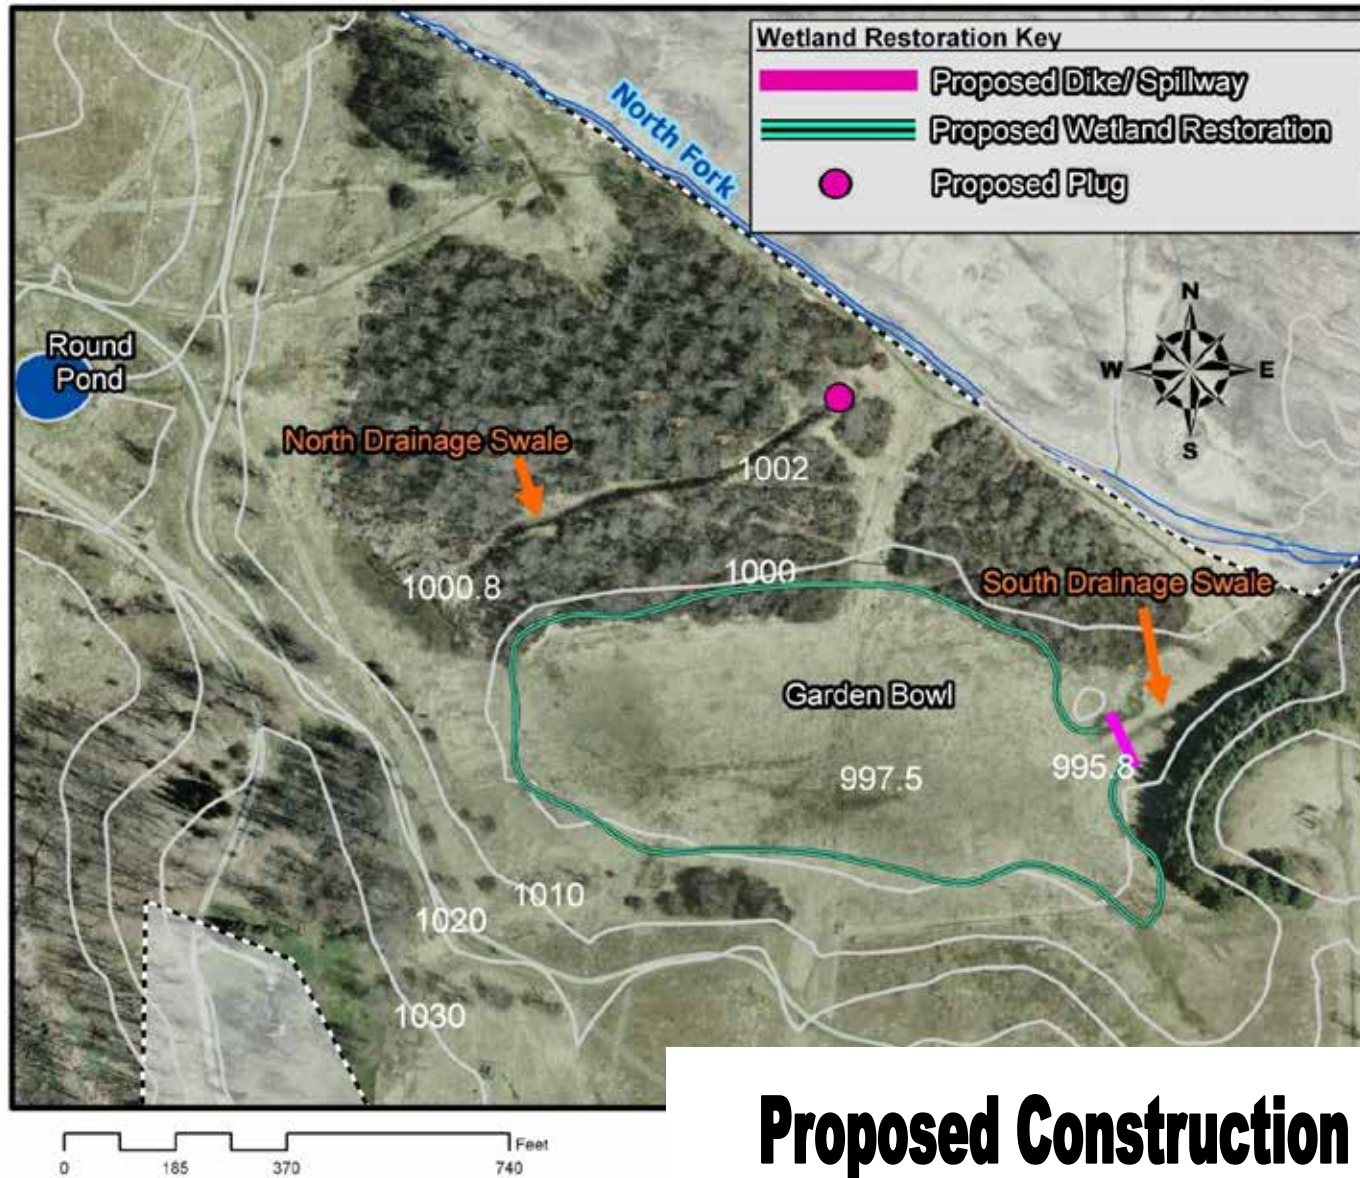 Wetland Restoration Key
Proposed Dike/ Spillway
Proposed Wetland Restoration
Proposed Plug
North Fork
N
W E
S
Round
Pond
North Drainage Swale
1002
1000.8
1000
South Drainage Swale
Garden Bowl
997.5
995.8
1010
1020
1030
Feet
0 185 370 740
Proposed Construction